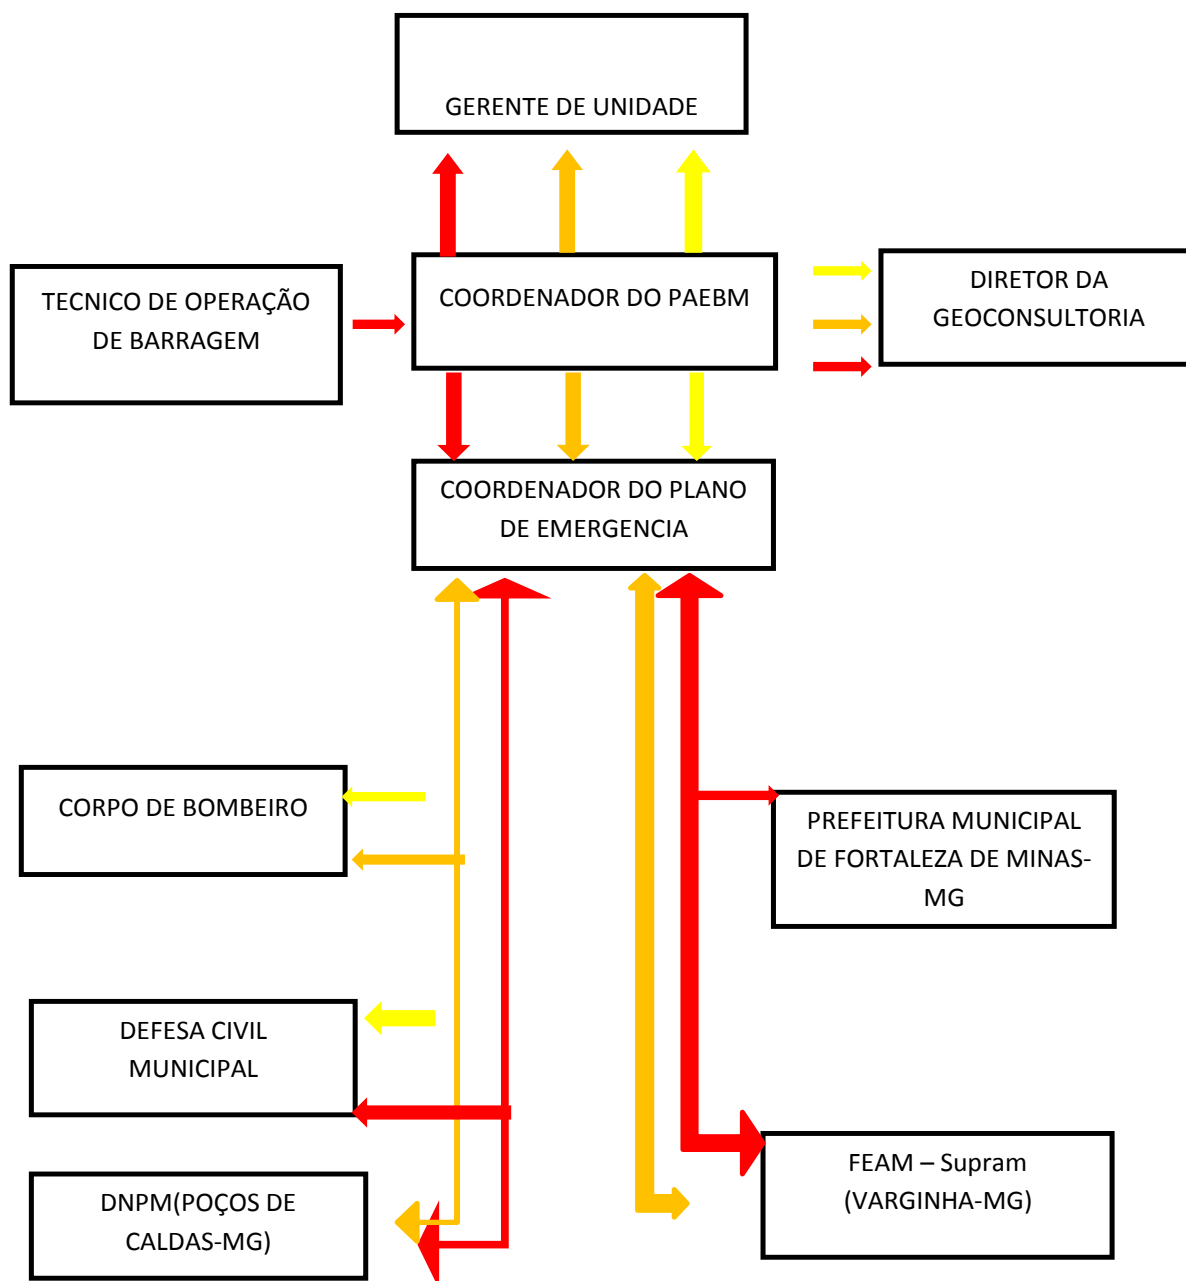 GERENTE DE UNIDADE
TECNICO DE OPERAÇÃO
DE BARRAGEM
COORDENADOR DO PAEBM
DIRETOR DA
GEOCONSULTORIA
COORDENADOR DO PLANO
DE EMERGENCIA
CORPO DE BOMBEIRO
PREFEITURA MUNICIPAL
DE FORTALEZA DE MINAS-
MG
DEFESA CIVIL
MUNICIPAL
FEAM – Supram
(VARGINHA-MG)
DNPM(POÇOS DE
CALDAS-MG)